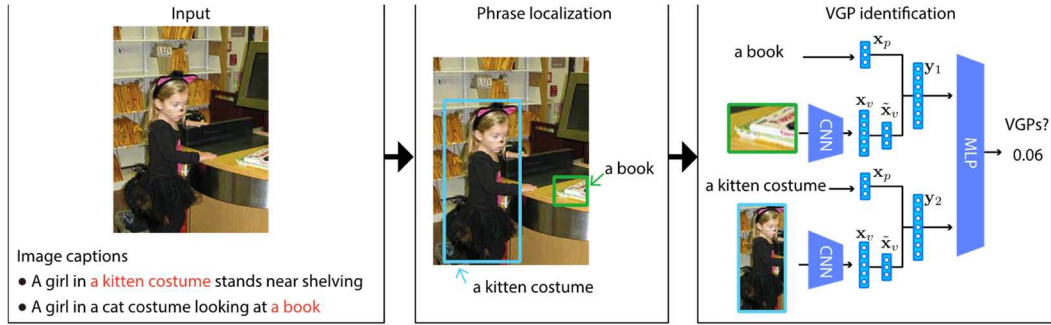 Input
LUV
Image captions
● A girl in a kitten costume stands near shelving
● A girl in a cat costume looking at a book
Phrase localization
a book
a kitten costume
VGP identification
a book
x_p
y_1
x_v
x̃_v
CNN
a kitten costume
x_p
y_2
x_v
x̃_v
CNN
MLP
VGPs?
0.06